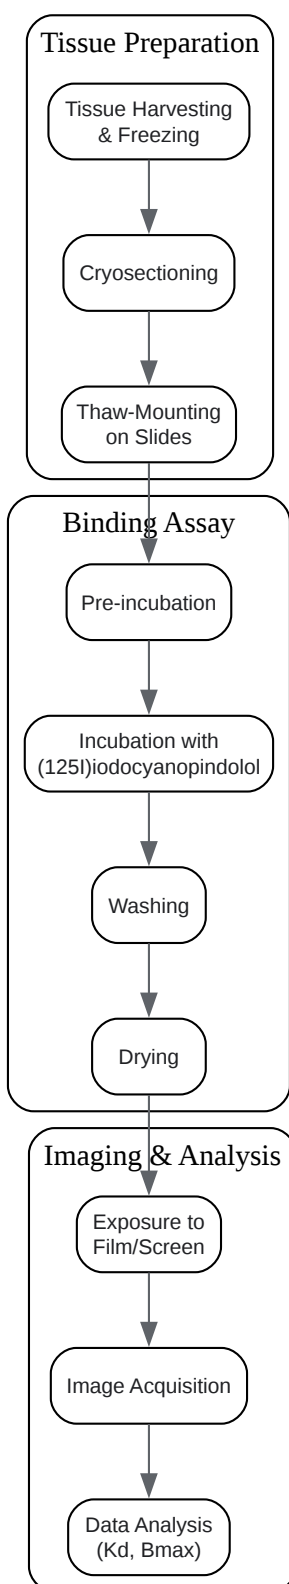 Tissue Preparation
Tissue Harvesting
& Freezing
Cryosectioning
Thaw-Mounting
on Slides
Binding Assay
Pre-incubation
Incubation with
(125I)iodocyanopindolol
Washing
Drying
Imaging & Analysis
Exposure to
Film/Screen
Image Acquisition
Data Analysis
(Kd, Bmax)